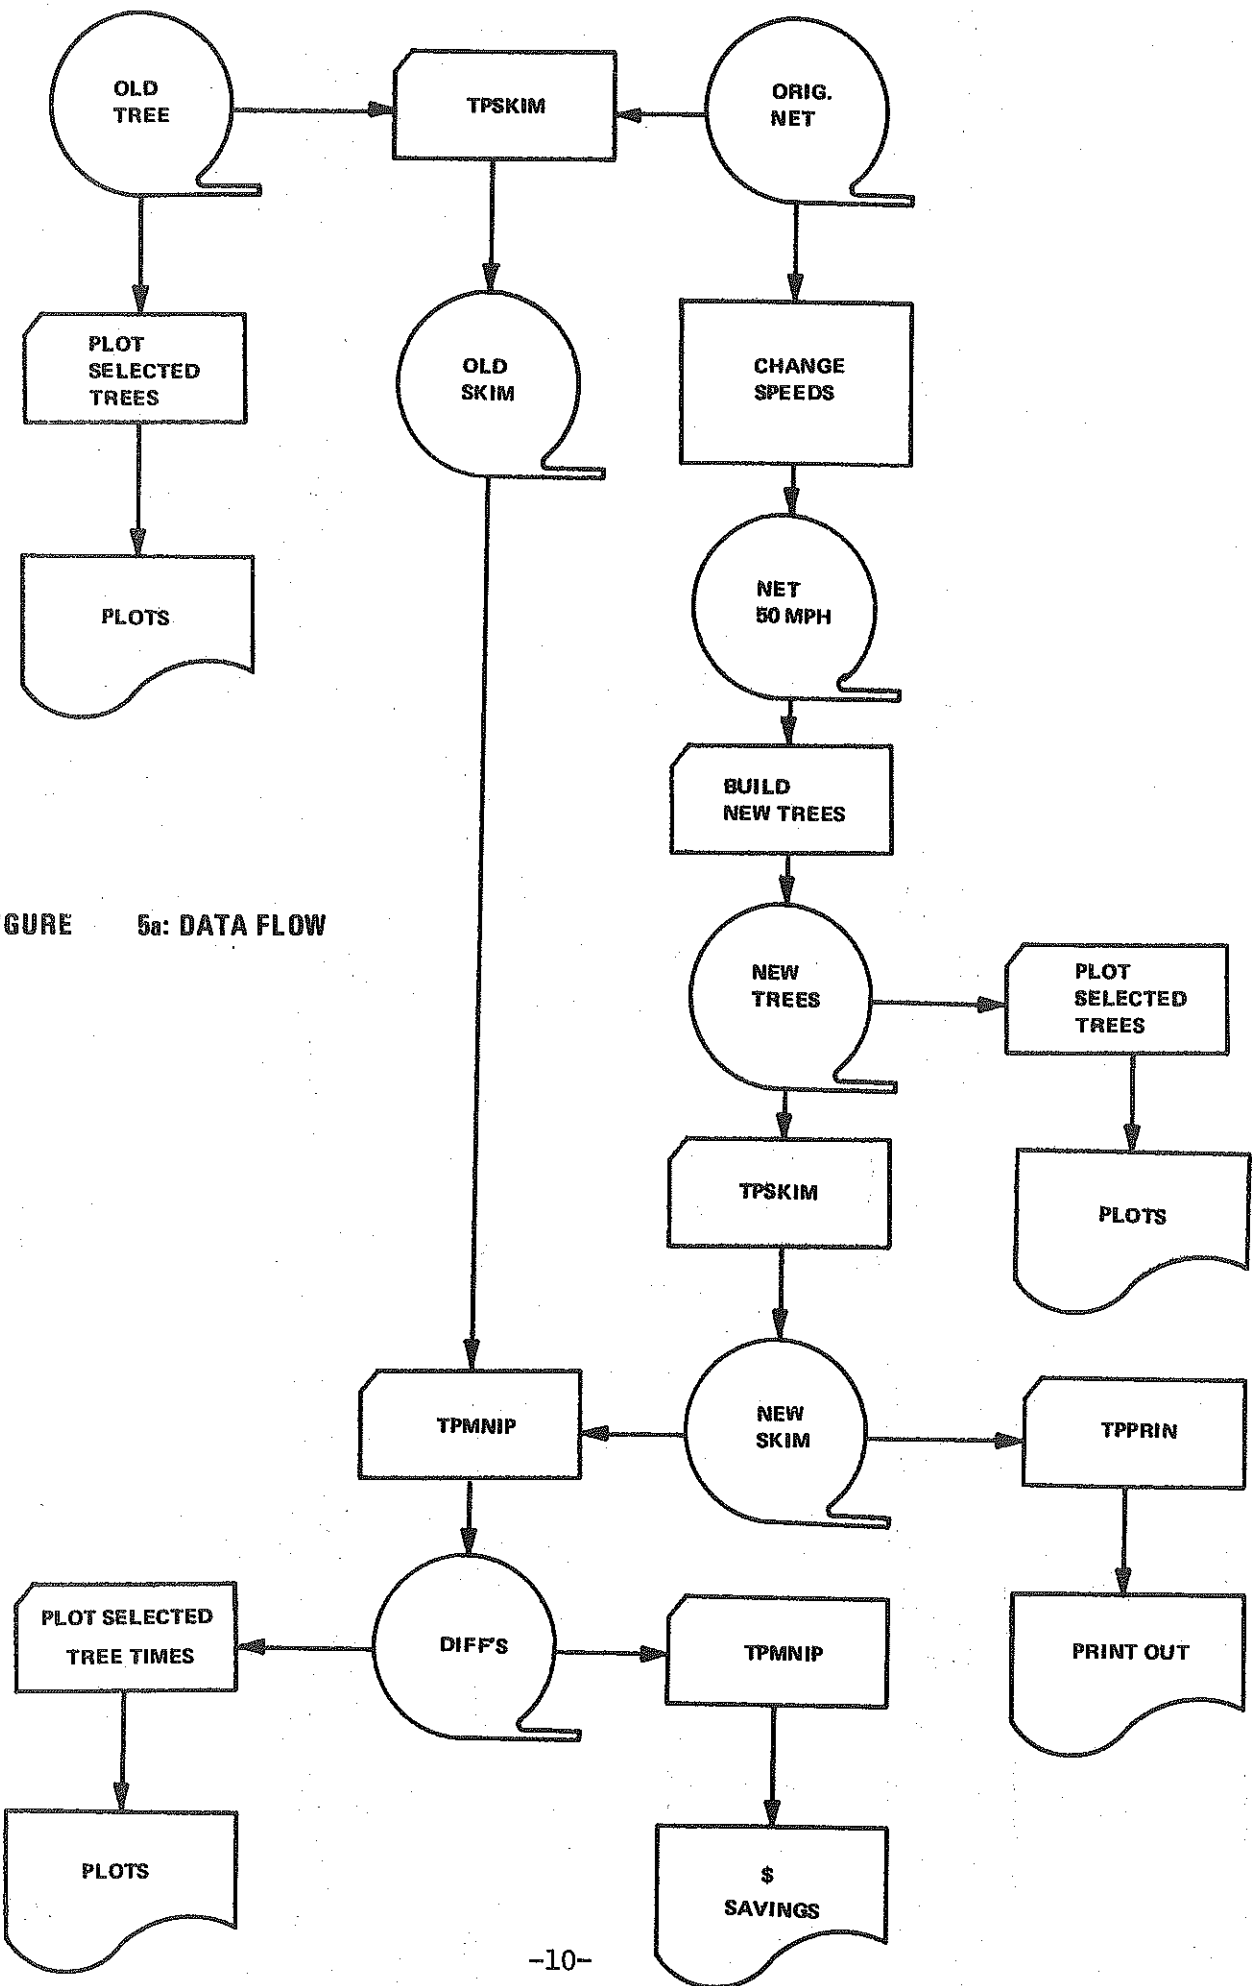 OLD
TREE
TPSKIM
ORIG.
NET
PLOT
SELECTED
TREES
OLD
SKIM
CHANGE
SPEEDS
PLOTS
NET
50 MPH
BUILD
NEW TREES
GURE 5a: DATA FLOW
NEW
TREES
PLOT
SELECTED
TREES
TPSKIM
PLOTS
TPMNIP
NEW
SKIM
TPPRIN
PLOT SELECTED
TREE TIMES
DIFF'S
TPMNIP
PRINT OUT
PLOTS
$
SAVINGS
-10-